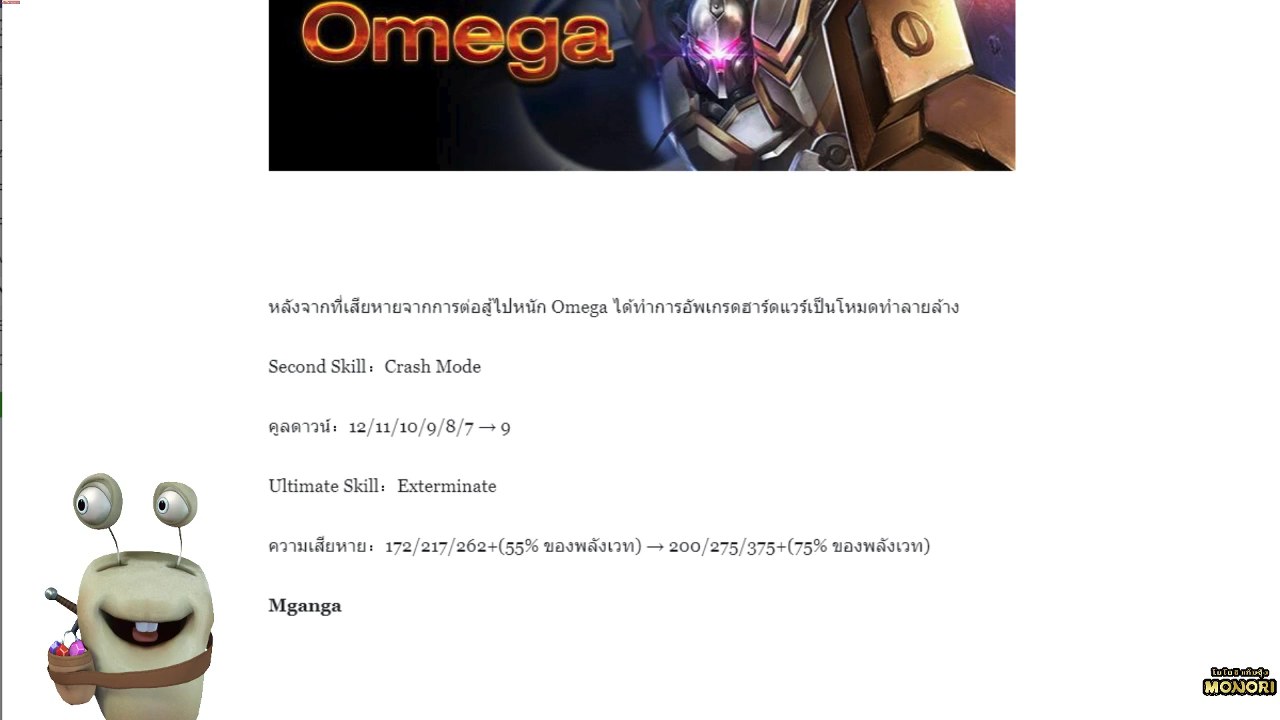 Omega
หลังจากที่เสียหายจากการต่อสู้ไปหนัก Omega ได้ทำการอัพเกรดฮาร์ดแวร์เป็นโหมดทำลายล้าง
Second Skill：Crash Mode
คูลดาวน์：12/11/10/9/8/7 → 9
Ultimate Skill：Exterminate
ความเสียหาย：172/217/262+(55% ของพลังเวท) → 200/275/375+(75% ของพลังเวท)
Mganga
MONORI